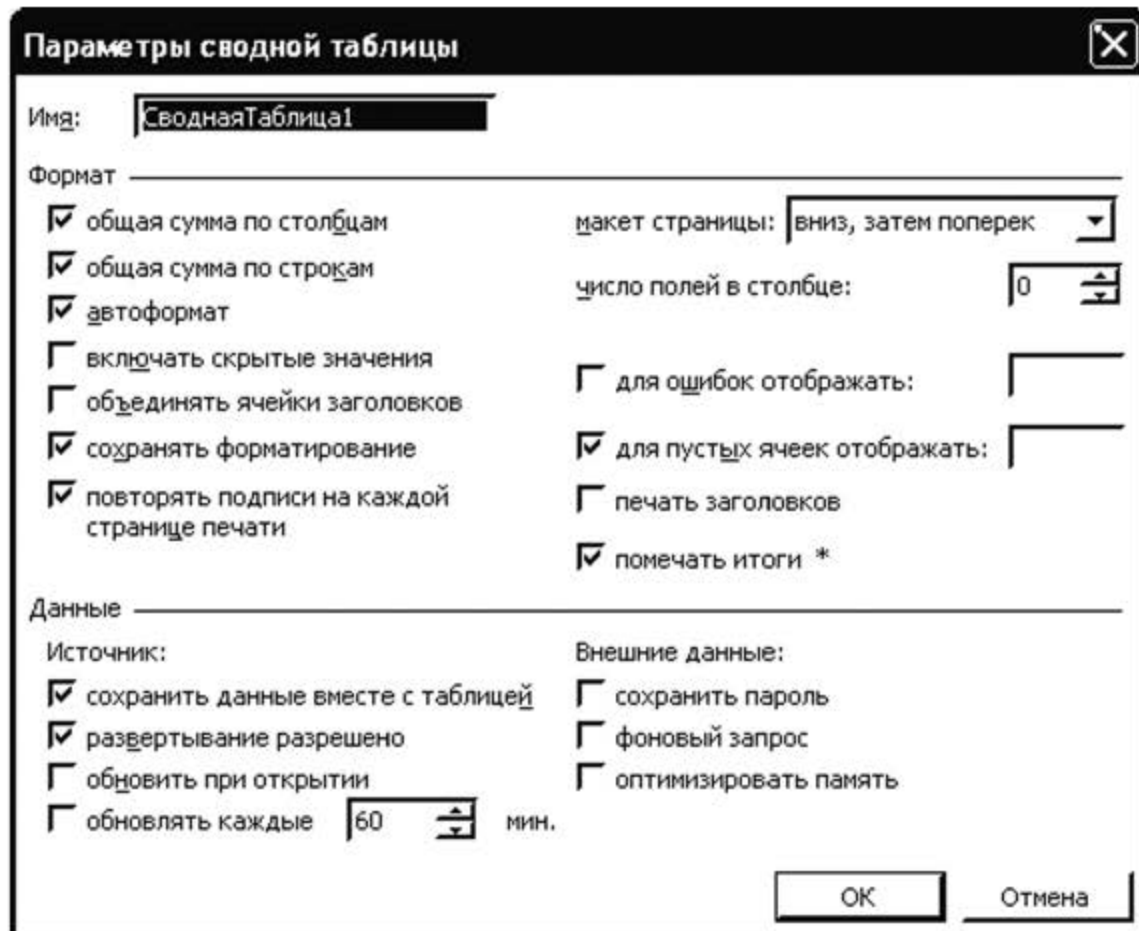 Параметры сводной таблицы
Имя: СводнаяТаблица1
Формат
общая сумма по столбцам
общая сумма по строкам
автоформат
включать скрытые значения
объединять ячейки заголовков
сохранять форматирование
повторять подписи на каждой
странице печати
макет страницы: вниз, затем поперек
число полей в столбце: 0
для ошибок отображать:
для пустых ячеек отображать:
печать заголовков
помечать итоги *
Данные
Источник:
сохранить данные вместе с таблицей
развертывание разрешено
обновить при открытии
обновлять каждые 60 мин.
Внешние данные:
сохранить пароль
фоновый запрос
оптимизировать память
ОК
Отмена